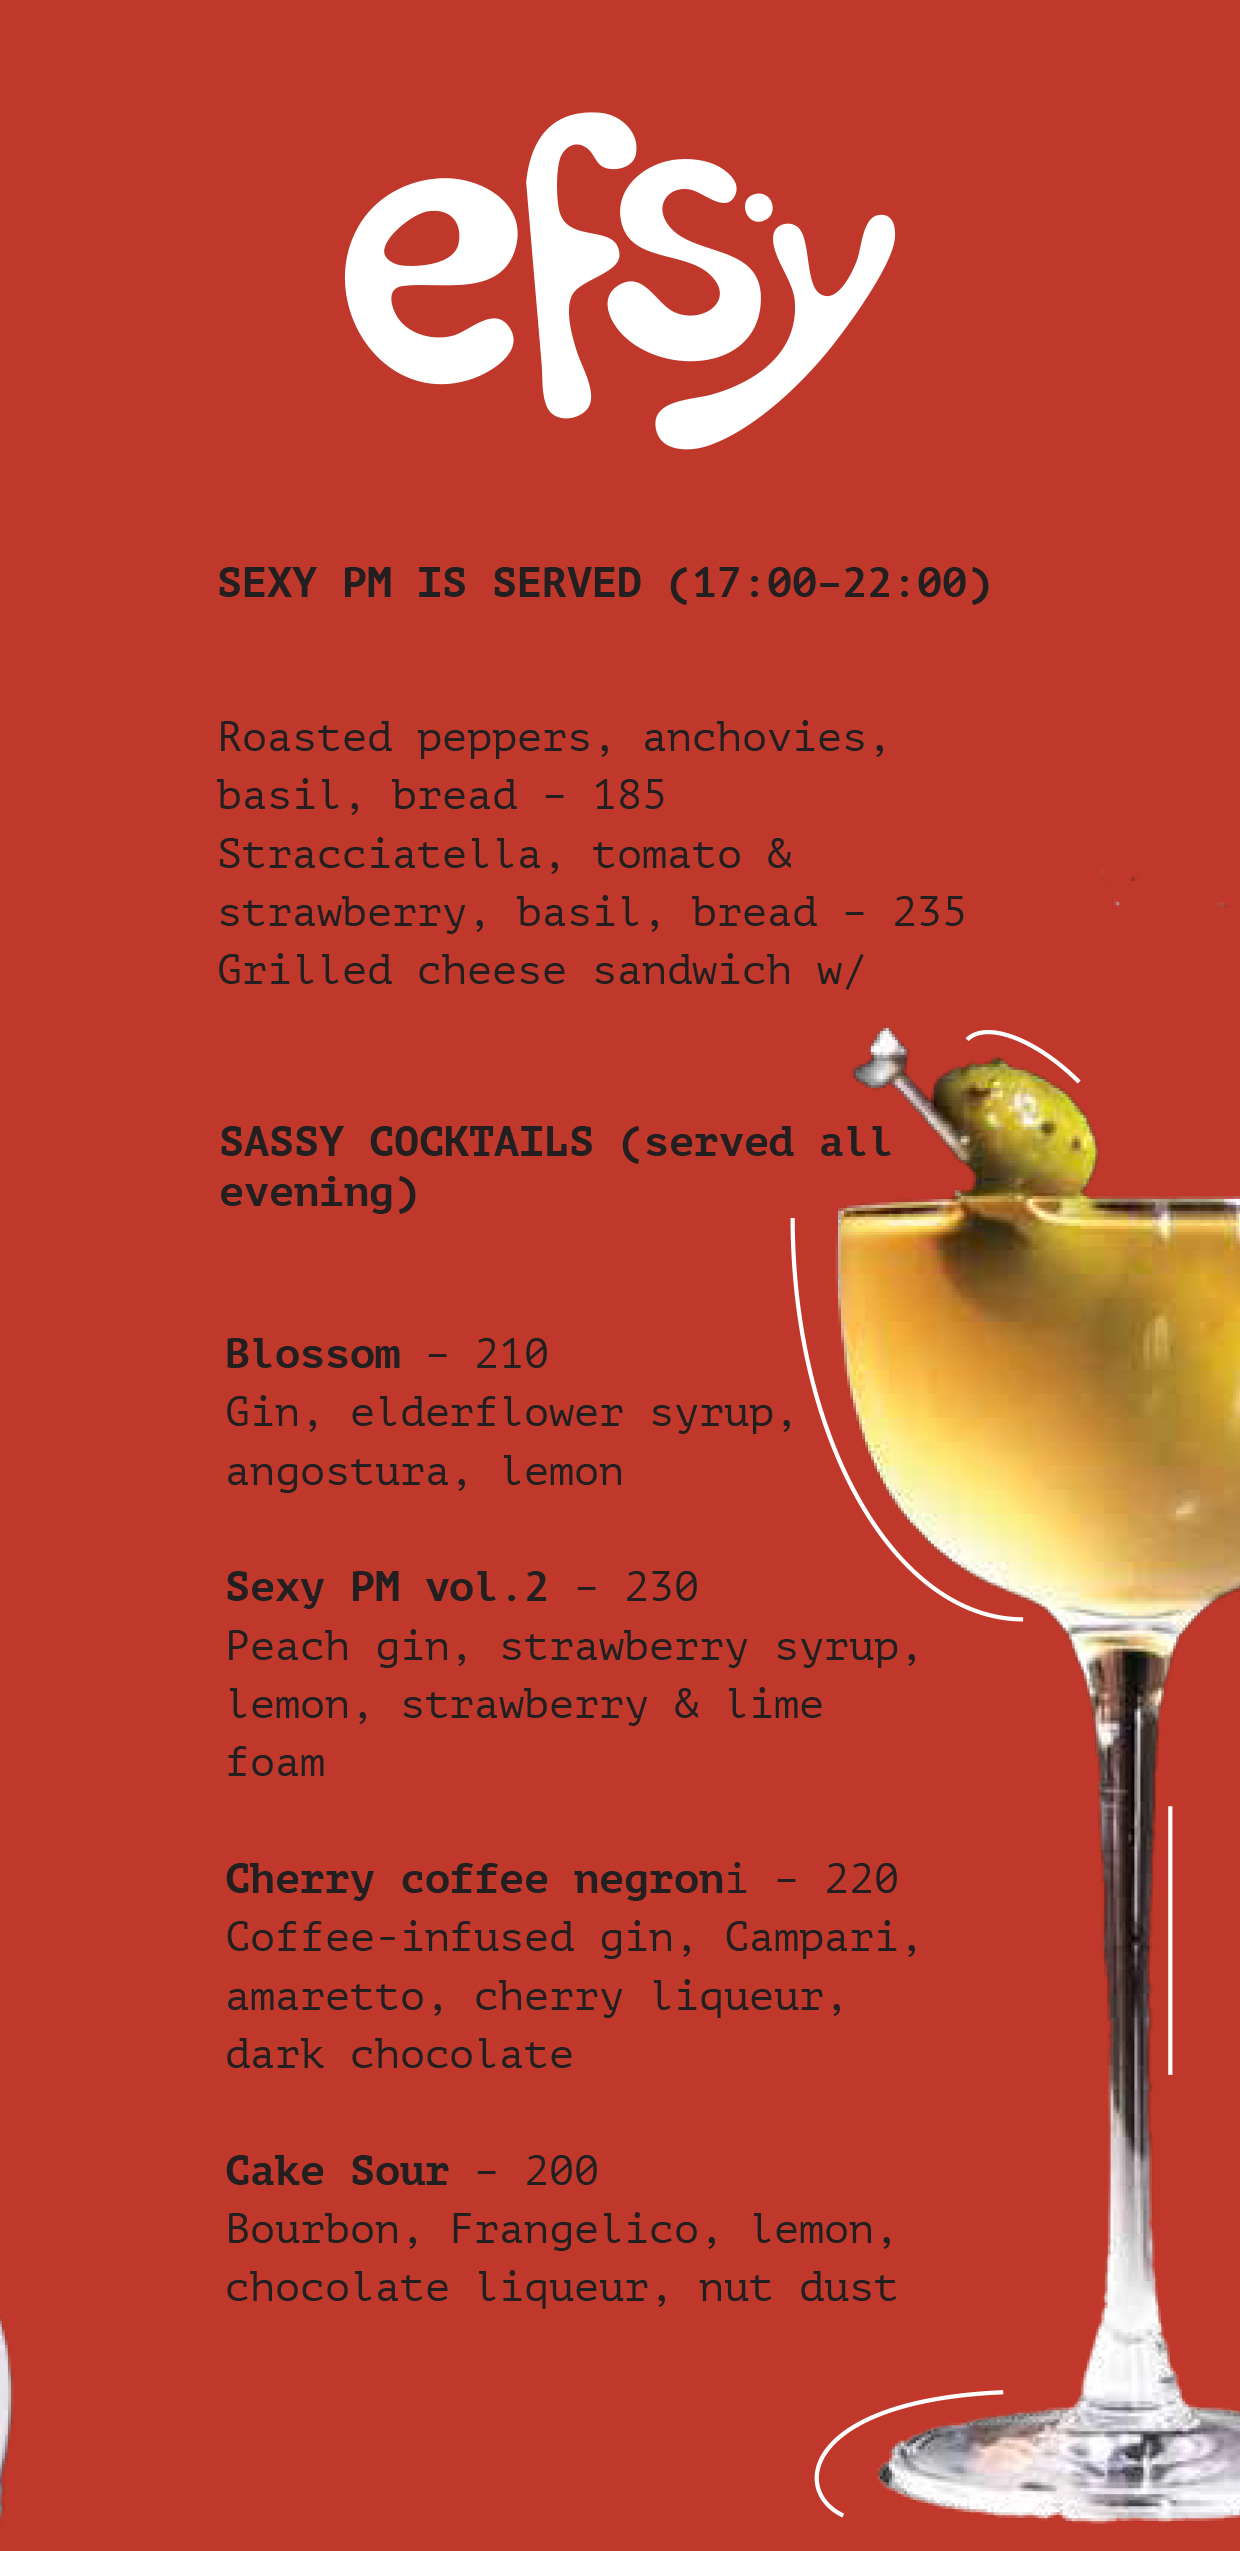 efsy
SEXY PM IS SERVED (17:00–22:00)
Roasted peppers, anchovies,
basil, bread – 185
Stracciatella, tomato &
strawberry, basil, bread – 235
Grilled cheese sandwich w/
SASSY COCKTAILS (served all
evening)
Blossom – 210
Gin, elderflower syrup,
angostura, lemon
Sexy PM vol.2 – 230
Peach gin, strawberry syrup,
lemon, strawberry & lime
foam
Cherry coffee negroni – 220
Coffee-infused gin, Campari,
amaretto, cherry liqueur,
dark chocolate
Cake Sour – 200
Bourbon, Frangelico, lemon,
chocolate liqueur, nut dust